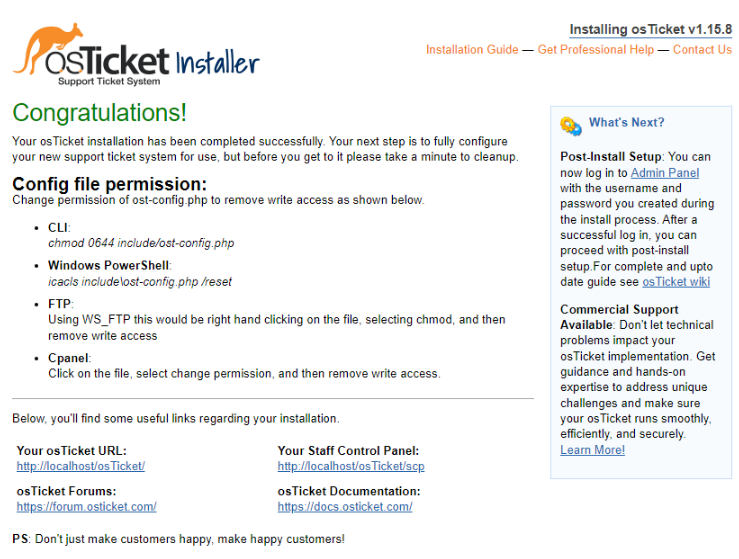 osTicket Installer
Support Ticket System
Installing osTicket v1.15.8
Installation Guide — Get Professional Help — Contact Us
Congratulations!
Your osTicket installation has been completed successfully. Your next step is to fully configure
your new support ticket system for use, but before you get to it please take a minute to cleanup.
Config file permission:
Change permission of ost-config.php to remove write access as shown below.
• CLI:
chmod 0644 include/ost-config.php
• Windows PowerShell:
icacls include\ost-config.php /reset
• FTP:
Using WS_FTP this would be right hand clicking on the file, selecting chmod, and then
remove write access
• Cpanel:
Click on the file, select change permission, and then remove write access.
Below, you'll find some useful links regarding your installation.
Your osTicket URL:
http://localhost/osTicket/
Your Staff Control Panel:
http://localhost/osTicket/scp
osTicket Forums:
https://forum.osticket.com/
osTicket Documentation:
https://docs.osticket.com/
PS: Don't just make customers happy, make happy customers!
What's Next?
Post-Install Setup: You can
now log in to Admin Panel
with the username and
password you created during
the install process. After a
successful log in, you can
proceed with post-install
setup.For complete and upto
date guide see osTicket wiki
Commercial Support
Available: Don't let technical
problems impact your
osTicket implementation. Get
guidance and hands-on
expertise to address unique
challenges and make sure
your osTicket runs smoothly,
efficiently, and securely.
Learn More!